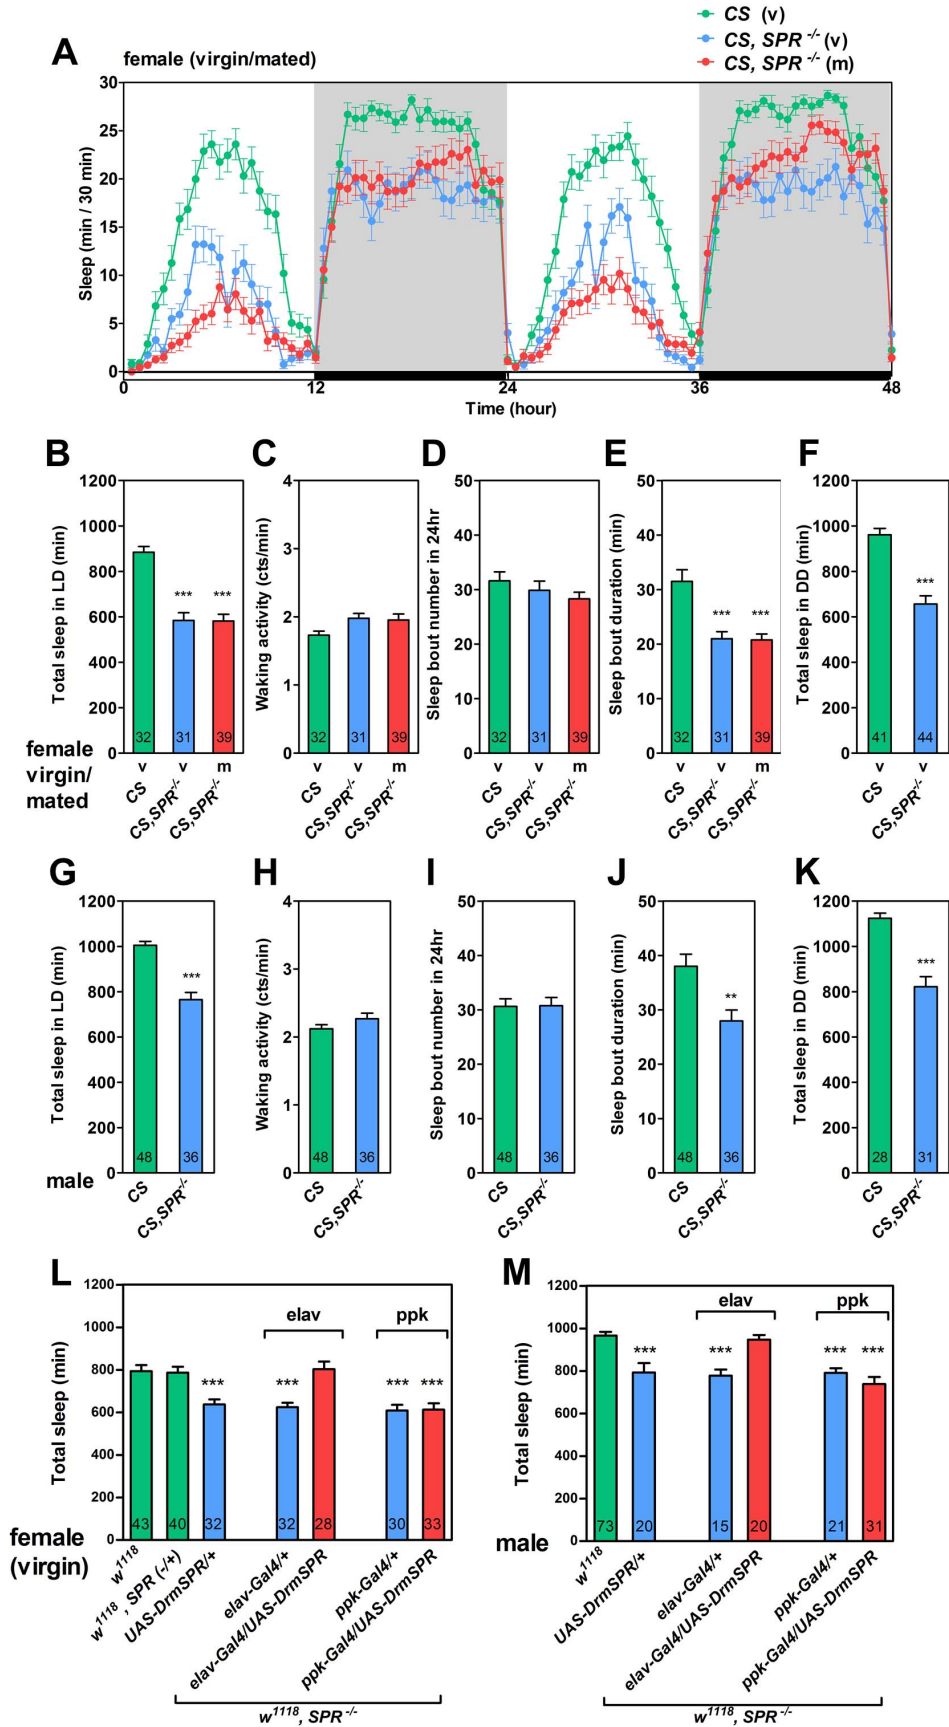 CS (v)
CS, SPR -/- (v)
CS, SPR -/- (m)
A
female (virgin/mated)
Sleep (min / 30 min)
30
25
20
15
10
5
0
0
12
24
36
48
Time (hour)
B
Total sleep in LD (min)
1200
1000
800
600
400
200
0
*** ***
32 31 39
v v m
CS CS,SPR-/- CS,SPR-/-
female
virgin/
mated
C
Waking activity (cts/min)
4
3
2
1
0
32 31 39
v v m
CS CS,SPR-/- CS,SPR-/-
D
Sleep bout number in 24hr
50
40
30
20
10
0
32 31 39
v v m
CS CS,SPR-/- CS,SPR-/-
E
Sleep bout duration (min)
50
40
30
20
10
0
*** ***
32 31 39
v v m
CS CS,SPR-/- CS,SPR-/-
F
Total sleep in DD (min)
1200
1000
800
600
400
200
0
***
41 44
v v
CS CS,SPR-/-
G
Total sleep in LD (min)
1200
1000
800
600
400
200
0
***
48 36
CS CS,SPR-/-
male
H
Waking activity (cts/min)
4
3
2
1
0
48 36
CS CS,SPR-/-
I
Sleep bout number in 24hr
50
40
30
20
10
0
48 36
CS CS,SPR-/-
J
Sleep bout duration (min)
50
40
30
20
10
0
**
48 36
CS CS,SPR-/-
K
Total sleep in DD (min)
1200
1000
800
600
400
200
0
***
28 31
CS CS,SPR-/-
L
Total sleep (min)
1200
1000
800
600
400
200
0
elav ppk
*** *** *** ***
43 40 32 32 28 30 33
female
(virgin)
w1118
w1118, SPR (-/+)
UAS-DrmSPR/+
elav-Gal4/+
elav-Gal4/UAS-DrmSPR
ppk-Gal4/+
ppk-Gal4/UAS-DrmSPR
w1118, SPR -/-
M
Total sleep (min)
1200
1000
800
600
400
200
0
elav ppk
*** *** *** ***
73 20 15 20 21 31
male
w1118
UAS-DrmSPR/+
elav-Gal4/+
elav-Gal4/UAS-DrmSPR
ppk-Gal4/+
ppk-Gal4/UAS-DrmSPR
w1118, SPR -/-